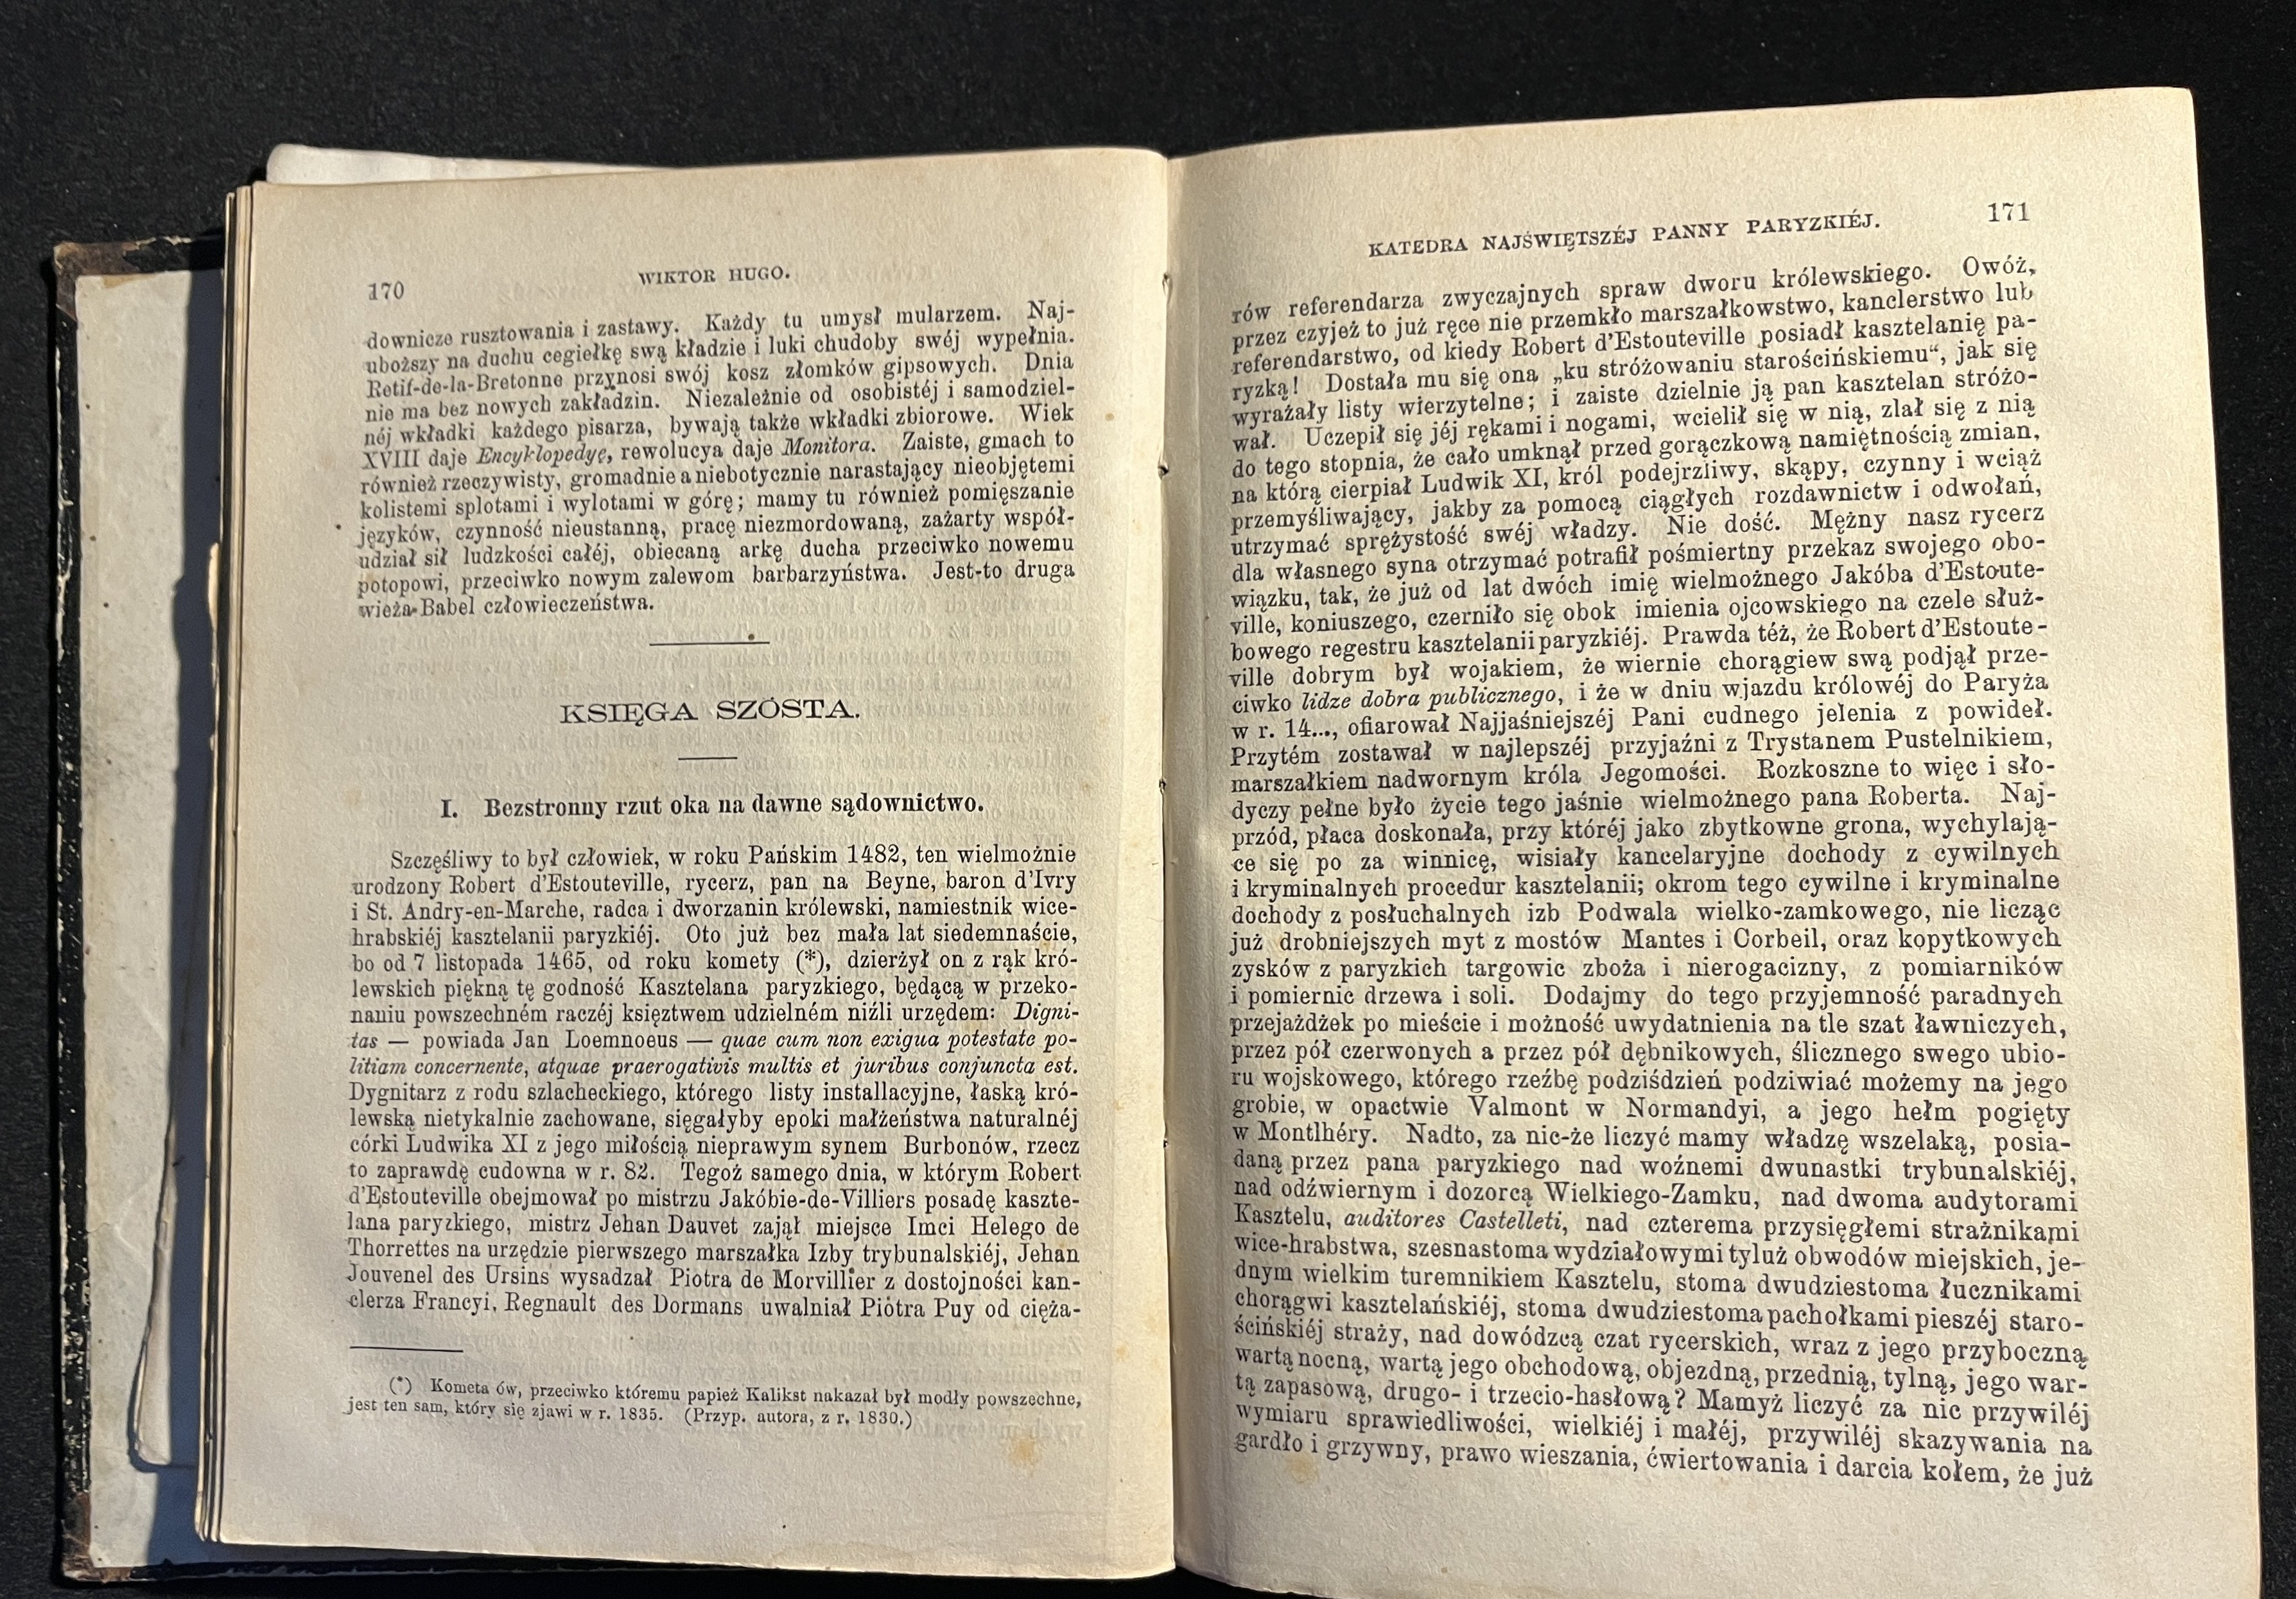 170
WIKTOR HUGO.
downicze rusztowania i zastawy. Każdy tu umysł mularzem. Naj-
uboższy na duchu cegiełkę swą kładzie i luki chudoby swéj wypełnia.
Retif-de-la-Bretonne przynosi swój kosz złomków gipsowych. Dnia
nie ma bez nowych zakładzin. Niezależnie od osobistéj i samodziel-
néj wkładki każdego pisarza, bywają także wkładki zbiorowe. Wiek
XVIII daje Encyklopedyę, rewolucya daje Monitora. Zaiste, gmach to
również rzeczywisty, gromadnie a niebotycznie narastający nieobjętemi
kolistemi splotami i wylotami w górę; mamy tu również pomięszanie
języków, czynność nieustanną, pracę niezmordowaną, zażarty współ-
udział sił ludzkości całéj, obiecaną arkę ducha przeciwko nowemu
potopowi, przeciwko nowym zalewom barbarzyństwa. Jest-to druga
wieża-Babel człowieczeństwa.
KSIĘGA SZÓSTA.
I. Bezstronny rzut oka na dawne sądownictwo.
Szczęśliwy to był człowiek, w roku Pańskim 1482, ten wielmożnie
urodzony Robert d'Estouteville, rycerz, pan na Beyne, baron d'Ivry
i St. Andry-en-Marche, radca i dworzanin królewski, namiestnik wice-
hrabskiéj kasztelanii paryzkiéj. Oto już bez mała lat siedemnaście,
bo od 7 listopada 1465, od roku komety (*), dzierżył on z rąk kró-
lewskich piękną tę godność Kasztelana paryzkiego, będącą w przeko-
naniu powszechném raczéj księztwem udzielném niźli urzędem: Digni-
tas — powiada Jan Loemnoeus — quae cum non exigua potestate po-
litiam concernente, atquae praerogativis multis et juribus conjuncta est.
Dygnitarz z rodu szlacheckiego, którego listy installacyjne, łaską kró-
lewską nietykalnie zachowane, sięgałyby epoki małżeństwa naturalnéj
córki Ludwika XI z jego miłością nieprawym synem Burbonów, rzecz
to zaprawdę cudowna w r. 82. Tegoż samego dnia, w którym Robert
d'Estouteville obejmował po mistrzu Jakóbie-de-Villiers posadę kaszte-
lana paryzkiego, mistrz Jehan Dauvet zajął miejsce Imci Helego de
Thorrettes na urzędzie pierwszego marszałka Izby trybunalskiéj, Jehan
Jouvenel des Ursins wysadzał Piotra de Morvillier z dostojności kan-
clerza Francyi, Regnault des Dormans uwalniał Piotra Puy od cięża-
(*) Kometa ów, przeciwko któremu papież Kalikst nakazał był modły powszechne,
jest ten sam, który się zjawi w r. 1835. (Przyp. autora, z r. 1830.)
KATEDRA NAJŚWIĘTSZÉJ PANNY PARYZKIÉJ.
171
rów referendarza zwyczajnych spraw dworu królewskiego. Owóż,
przez czyjeż to już ręce nie przemkło marszałkowstwo, kanclerstwo lub
referendarstwo, od kiedy Robert d'Estouteville posiadł kasztelanię pa-
ryzką! Dostała mu się ona „ku stróżowaniu starościńskiemu“, jak się
wyrażały listy wierzytelne; i zaiste dzielnie ją pan kasztelan stróżo-
wał. Uczepił się jéj rękami i nogami, wcielił się w nią, zlał się z nią
do tego stopnia, że cało umknął przed gorączkową namiętnością zmian,
na którą cierpiał Ludwik XI, król podejrzliwy, skąpy, czynny i wciąż
przemyśliwający, jakby za pomocą ciągłych rozdawnictw i odwołań,
utrzymać sprężystość swéj władzy. Nie dość. Mężny nasz rycerz
dla własnego syna otrzymać potrafił pośmiertny przekaz swojego obo-
wiązku, tak, że już od lat dwóch imię wielmożnego Jakóba d'Estoute-
ville, koniuszego, czerniło się obok imienia ojcowskiego na czele służ-
bowego regestru kasztelanii paryzkiéj. Prawda téż, że Robert d'Estoute-
ville dobrym był wojakiem, że wiernie chorągiew swą podjął prze-
ciwko lidze dobra publicznego, i że w dniu wjazdu królowéj do Paryża
w r. 14..., ofiarował Najjaśniejszéj Pani cudnego jelenia z powideł.
Przytém zostawał w najlepszéj przyjaźni z Trystanem Pustelnikiem,
marszałkiem nadwornym króla Jegomości. Rozkoszne to więc i sło-
dyczy pełne było życie tego jaśnie wielmożnego pana Roberta. Naj-
przód, płaca doskonała, przy któréj jako zbytkowne grona, wychylają-
ce się po za winnicę, wisiały kancelaryjne dochody z cywilnych
i kryminalnych procedur kasztelanii; okrom tego cywilne i kryminalne
dochody z posłuchalnych izb Podwala wielko-zamkowego, nie licząc
już drobniejszych myt z mostów Mantes i Corbeil, oraz kopytkowych
zysków z paryzkich targowic zboża i nierogacizny, z pomiarników
i pomiernic drzewa i soli. Dodajmy do tego przyjemność paradnych
przejażdżek po mieście i możność uwydatnienia na tle szat ławniczych,
przez pół czerwonych a przez pół dębnikowych, ślicznego swego ubio-
ru wojskowego, którego rzeźbę podziśdzień podziwiać możemy na jego
grobie, w opactwie Valmont w Normandyi, a jego hełm pogięty
w Montlhéry. Nadto, za nic-że liczyć mamy władzę wszelaką, posia-
daną przez pana paryzkiego nad woźnemi dwunastki trybunalskiéj,
nad odźwiernym i dozorcą Wielkiego-Zamku, nad dwoma audytorami
Kasztelu, auditores Castelleti, nad czterema przysięgłemi strażnikami
wice-hrabstwa, szesnastoma wydziałowymi tyluż obwodów miejskich, je-
dnym wielkim turemnikiem Kasztelu, stoma dwudziestoma łucznikami
chorągwi kasztelańskiéj, stoma dwudziestoma pachołkami pieszéj staro-
ścińskiéj straży, nad dowódzcą czat rycerskich, wraz z jego przyboczną
wartą nocną, wartą jego obchodową, objezdną, przednią, tylną, jego war-
tą zapasową, drugo- i trzecio-hasłową? Mamyż liczyć za nic przywiléj
wymiaru sprawiedliwości, wielkiéj i małéj, przywiléj skazywania na
gardło i grzywny, prawo wieszania, ćwiertowania i darcia kołem, że już